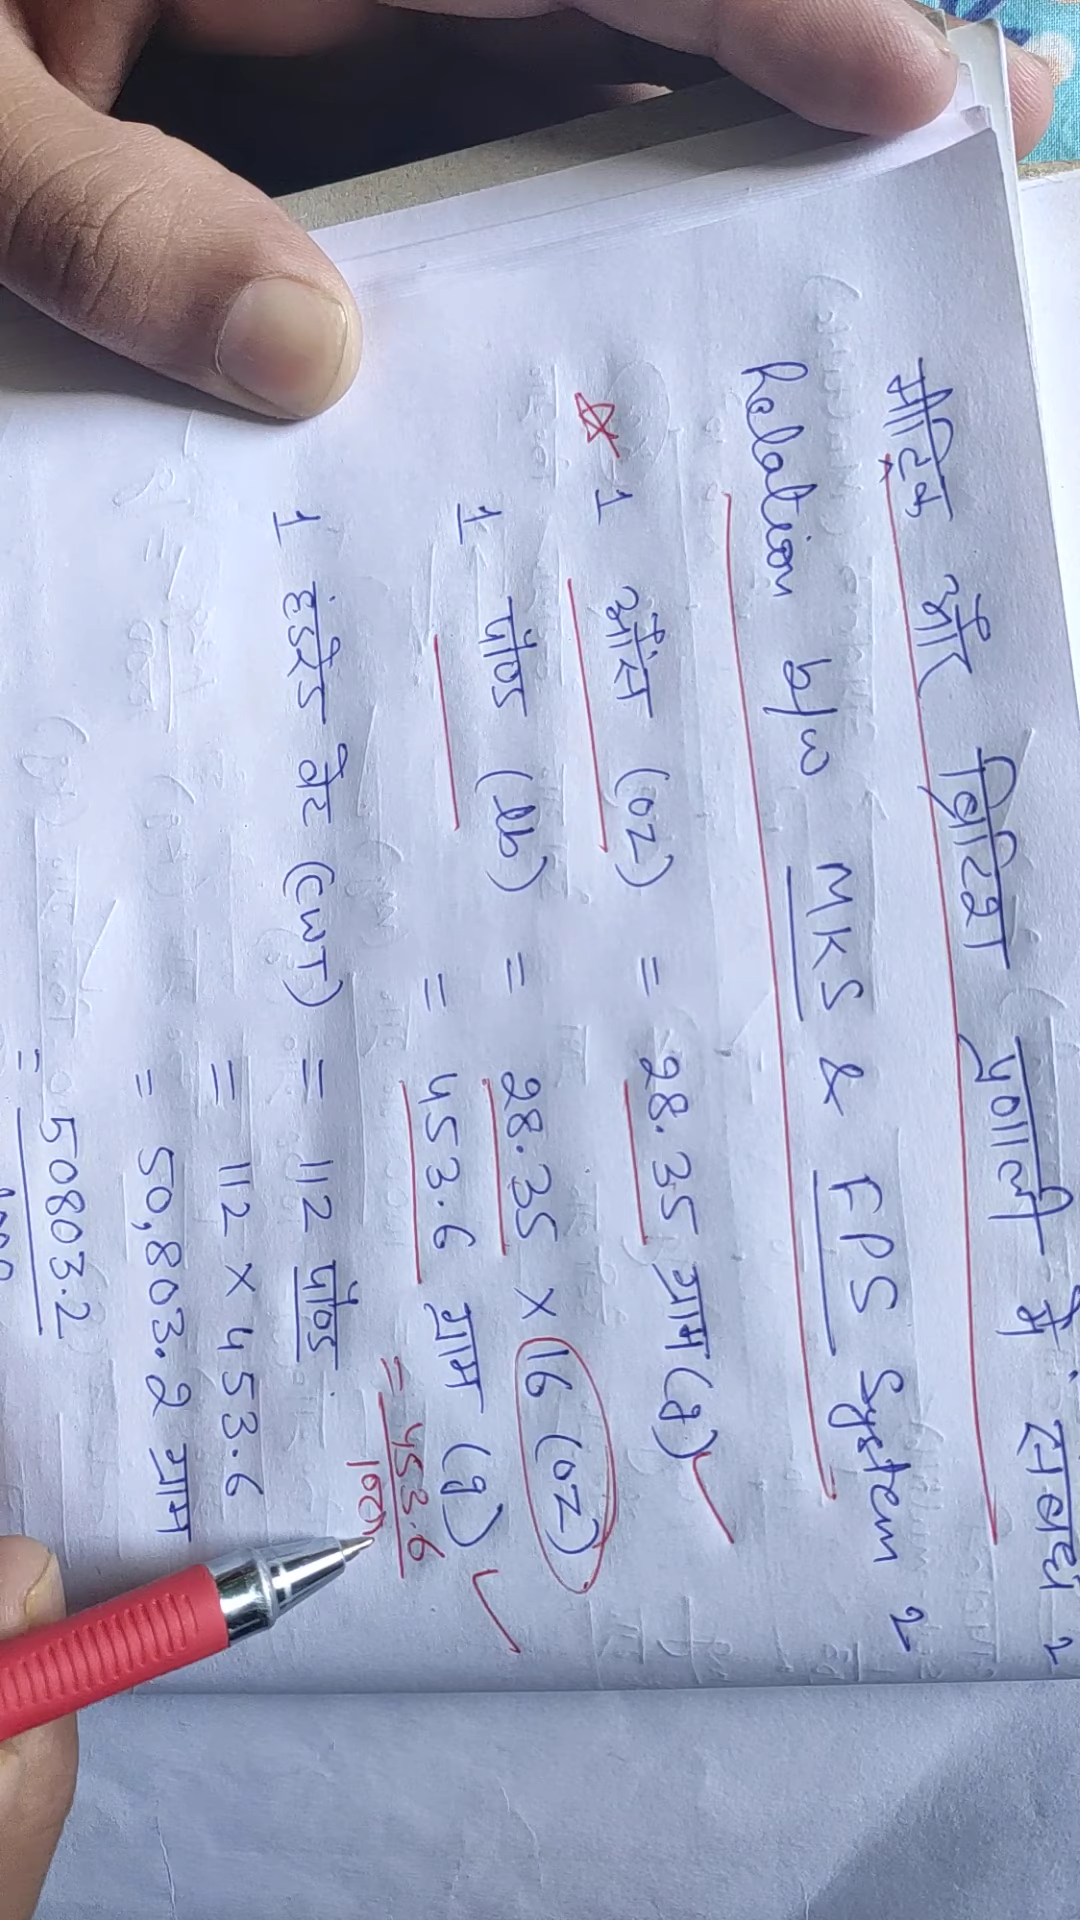 मीट्रिक और ब्रिटिश प्रणाली में सम्बंध 2
Relation b/w MKS & FPS System 2
1 औंस (oz) = 28.35 ग्राम (g)
1 पौंड (lb) = 28.35 × 16 (oz)
= 453.6 ग्राम (g)
= 453.6
1000
1 हंड्रेड वेट (CWT) = 112 पौंड
= 112 × 453.6
= 50,803.2 ग्राम
= 50803.2